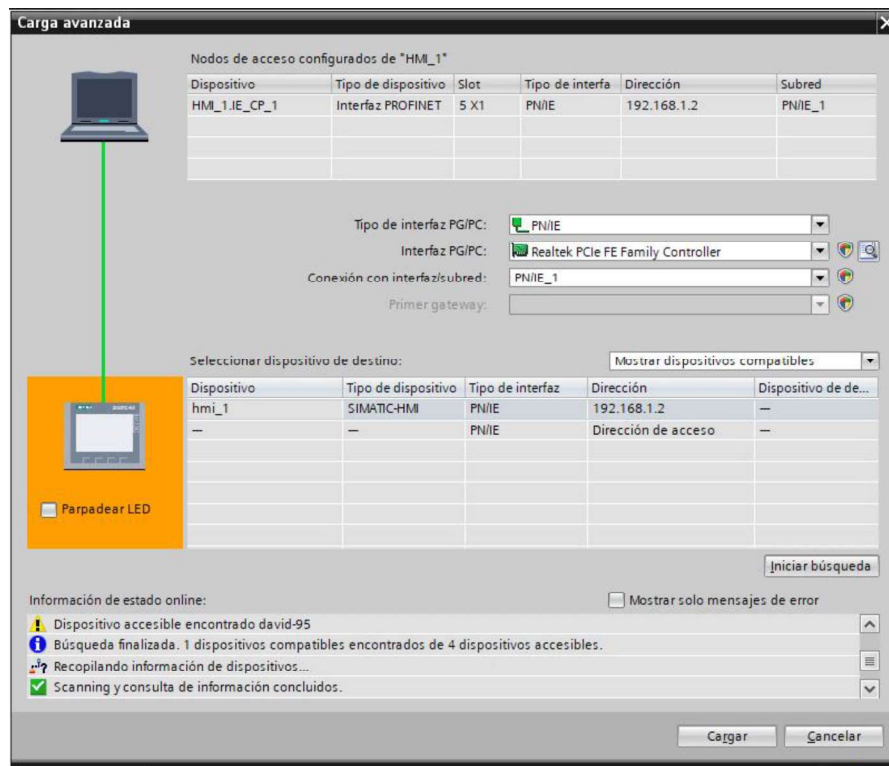 Carga avanzada
Nodos de acceso configurados de "HMI_1"
Dispositivo Tipo de dispositivo Slot Tipo de interfa Dirección Subred
HMI_1.IE_CP_1 Interfaz PROFINET 5 X1 PN/IE 192.168.1.2 PN/IE_1
Tipo de interfaz PG/PC: PN/IE
Interfaz PG/PC: Realtek PCIe FE Family Controller
Conexión con interfaz/subred: PN/IE_1
Primer gateway:
Seleccionar dispositivo de destino: Mostrar dispositivos compatibles
Dispositivo Tipo de dispositivo Tipo de interfaz Dirección Dispositivo de de...
hmi_1 SIMATIC-HMI PN/IE 192.168.1.2 —
— — PN/IE Dirección de acceso —
Parpadear LED
Iniciar búsqueda
Información de estado online: Mostrar solo mensajes de error
Dispositivo accesible encontrado david-95
Búsqueda finalizada. 1 dispositivos compatibles encontrados de 4 dispositivos accesibles.
Recopilando información de dispositivos...
Scanning y consulta de información concluidos.
Cargar Cancelar